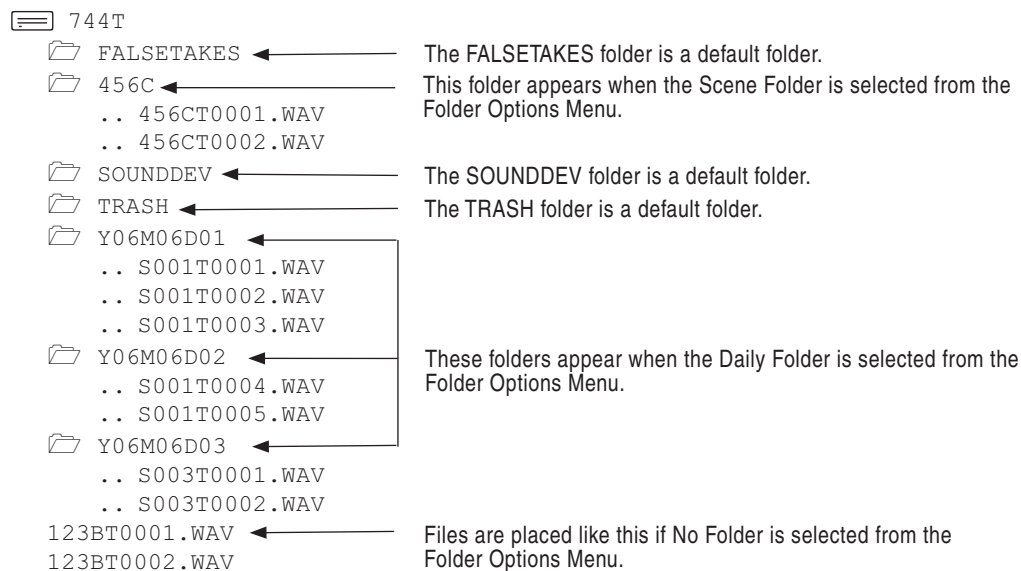 744T
FALSETAKES The FALSETAKES folder is a default folder.
456C This folder appears when the Scene Folder is selected from the
Folder Options Menu.
.. 456CT0001.WAV
.. 456CT0002.WAV
SOUNDDEV The SOUNDDEV folder is a default folder.
TRASH The TRASH folder is a default folder.
Y06M06D01
.. S001T0001.WAV
.. S001T0002.WAV
.. S001T0003.WAV
Y06M06D02 These folders appear when the Daily Folder is selected from the
Folder Options Menu.
.. S001T0004.WAV
.. S001T0005.WAV
Y06M06D03
.. S003T0001.WAV
.. S003T0002.WAV
123BT0001.WAV Files are placed like this if No Folder is selected from the
Folder Options Menu.
123BT0002.WAV